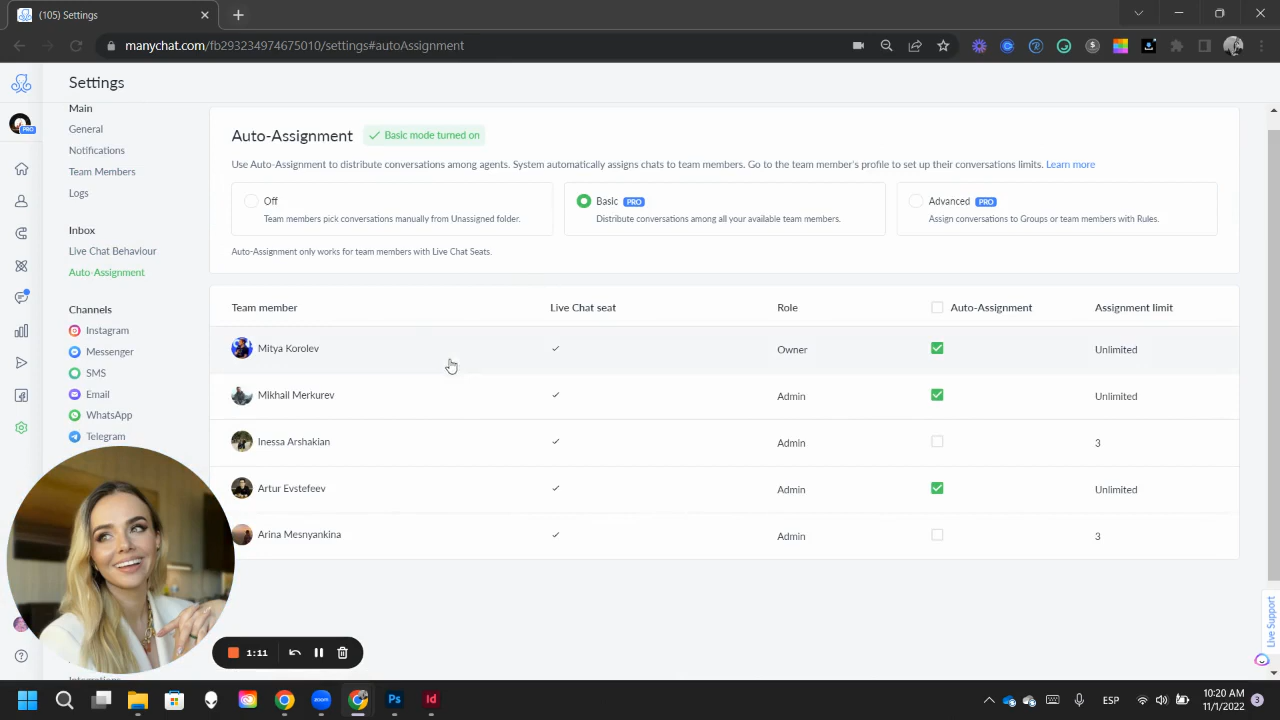 (105) Settings
manychat.com/fb293234974675010/settings#autoAssignment
Settings
PRO
Main
General
Notifications
Team Members
Logs
Inbox
Live Chat Behaviour
Auto-Assignment
Channels
Instagram
Messenger
SMS
Email
WhatsApp
Telegram
Integrations
Auto-Assignment
Basic mode turned on
Use Auto-Assignment to distribute conversations among agents. System automatically assigns chats to team members. Go to the team member's profile to set up their conversations limits. Learn more
Off
Team members pick conversations manually from Unassigned folder.
Basic PRO
Distribute conversations among all your available team members.
Advanced PRO
Assign conversations to Groups or team members with Rules.
Auto-Assignment only works for team members with Live Chat Seats.
Team member Live Chat seat Role Auto-Assignment Assignment limit
Mitya Korolev Owner Unlimited
Mikhail Merkurev Admin Unlimited
Inessa Arshakian Admin 3
Artur Evstefeev Admin Unlimited
Arina Mesnyankina Admin 3
Live Support
1:11
zoom
Ps
Id
ESP
10:20 AM
11/1/2022
3